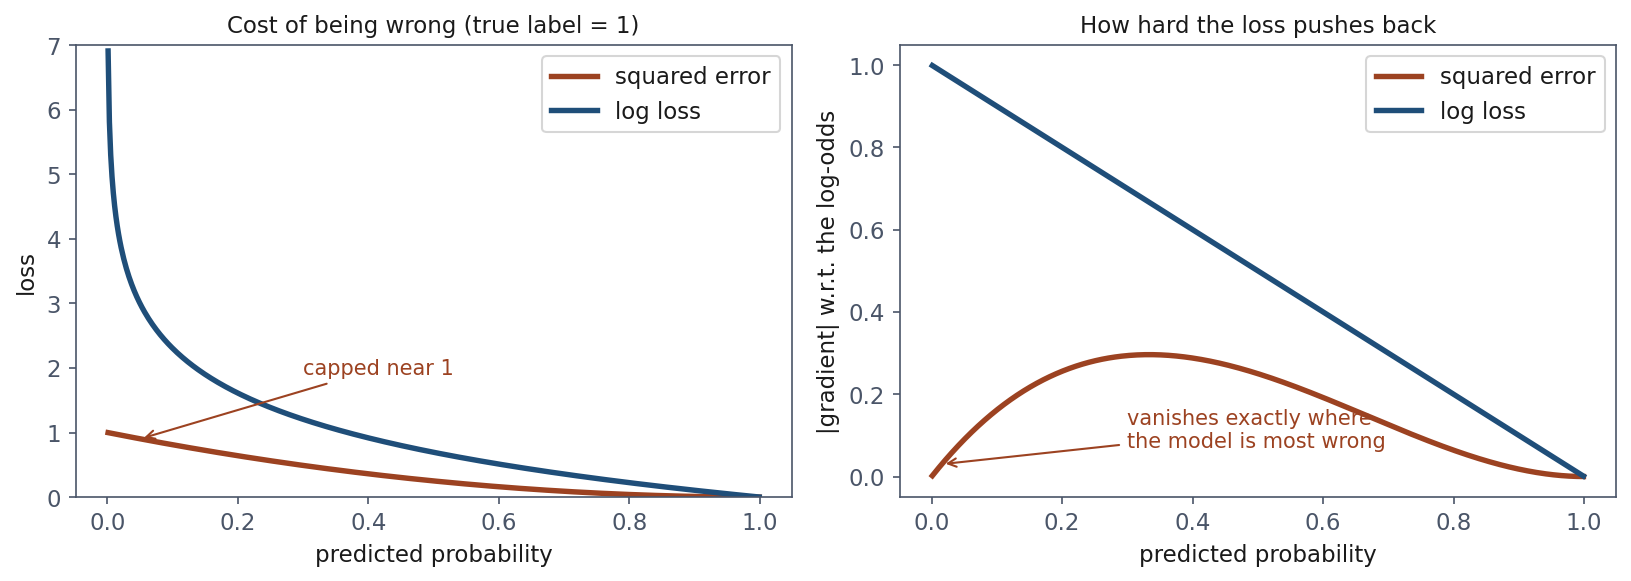 Cost of being wrong (true label = 1)
7
6
5
4
3
2
1
0
loss
squared error
log loss
capped near 1
0.0 0.2 0.4 0.6 0.8 1.0
predicted probability
How hard the loss pushes back
1.0
0.8
0.6
0.4
0.2
0.0
|gradient| w.r.t. the log-odds
squared error
log loss
vanishes exactly where
the model is most wrong
0.0 0.2 0.4 0.6 0.8 1.0
predicted probability